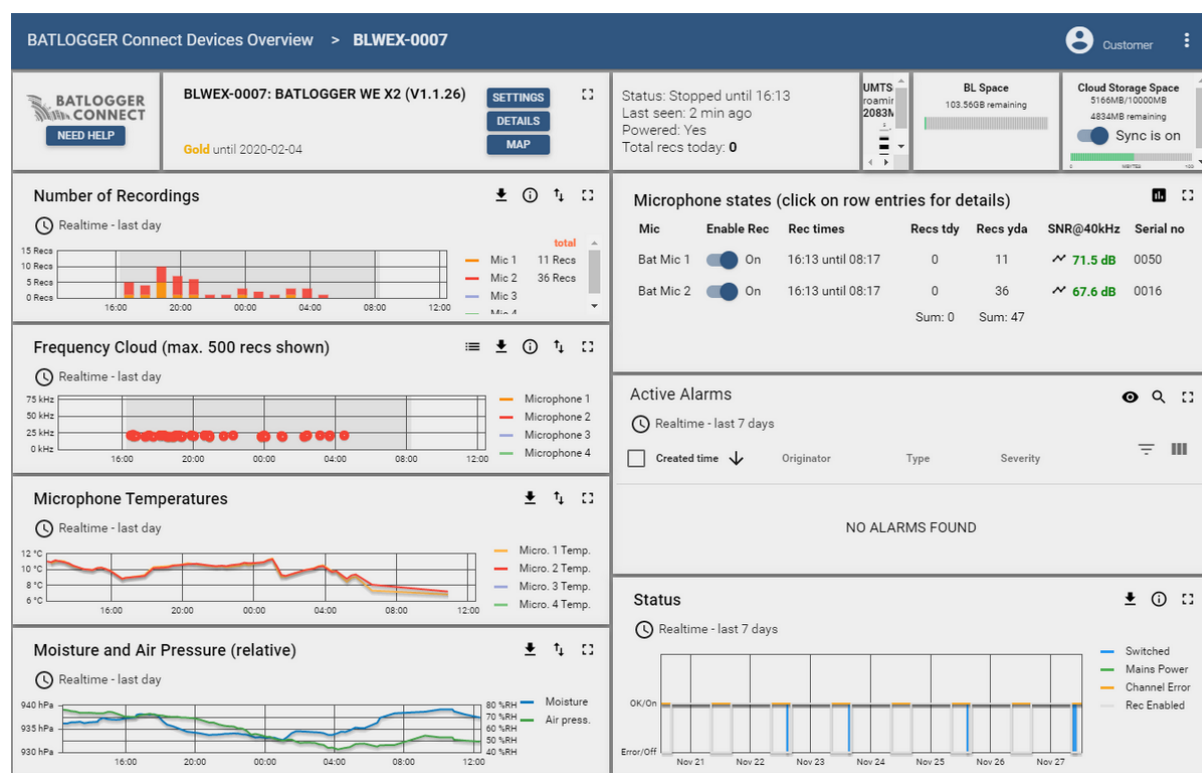 BATLOGGER Connect Devices Overview > BLWEX-0007
Customer
BATLOGGER
CONNECT
NEED HELP
BLWEX-0007: BATLOGGER WE X2 (V1.1.26)
Gold until 2020-02-04
SETTINGS
DETAILS
MAP
Status: Stopped until 16:13
Last seen: 2 min ago
Powered: Yes
Total recs today: 0
UMTS
BL Space
103.56GB remaining
Cloud Storage Space
5166MB/10000MB
4834MB remaining
Sync is on
Number of Recordings
Realtime - last day
15 Recs
10 Recs
5 Recs
0 Recs
16:00 20:00 00:00 04:00 08:00 12:00
total
Mic 1 11 Recs
Mic 2 36 Recs
Mic 3
Mic 4
Frequency Cloud (max. 500 recs shown)
Realtime - last day
75 kHz
50 kHz
25 kHz
0 kHz
16:00 20:00 00:00 04:00 08:00 12:00
Microphone 1
Microphone 2
Microphone 3
Microphone 4
Microphone Temperatures
Realtime - last day
12 °C
10 °C
8 °C
6 °C
16:00 20:00 00:00 04:00 08:00 12:00
Micro. 1 Temp.
Micro. 2 Temp.
Micro. 3 Temp.
Micro. 4 Temp.
Moisture and Air Pressure (relative)
Realtime - last day
940 hPa
935 hPa
930 hPa
80 %RH
70 %RH
60 %RH
50 %RH
40 %RH
16:00 20:00 00:00 04:00 08:00 12:00
Moisture
Air press.
Microphone states (click on row entries for details)
Mic Enable Rec Rec times Recs tdy Recs yda SNR@40kHz Serial no
Bat Mic 1 On 16:13 until 08:17 0 11 71.5 dB 0050
Bat Mic 2 On 16:13 until 08:17 0 36 67.6 dB 0016
Sum: 0 Sum: 47
Active Alarms
Realtime - last 7 days
Created time Originator Type Severity
NO ALARMS FOUND
Status
Realtime - last 7 days
OK/On
Error/Off
Nov 21 Nov 22 Nov 23 Nov 24 Nov 25 Nov 26 Nov 27
Switched
Mains Power
Channel Error
Rec Enabled